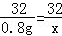 32/0.8g = 32/x